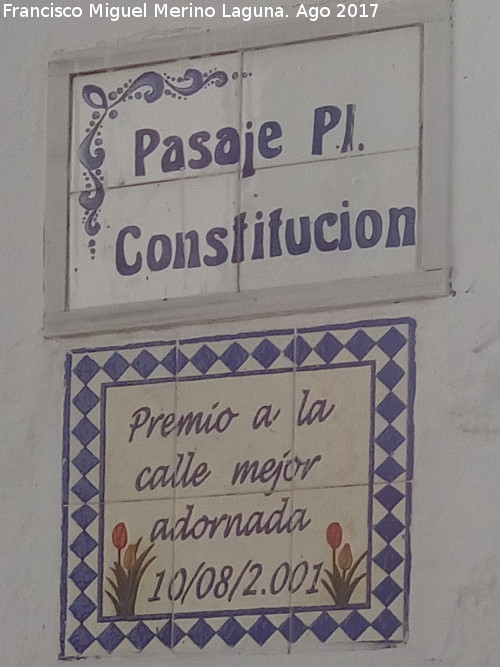 Francisco Miguel Merino Laguna. Ago 2017
Pasaje Pl.
Constitucion
Premio a la
calle mejor
adornada
10/08/2.001